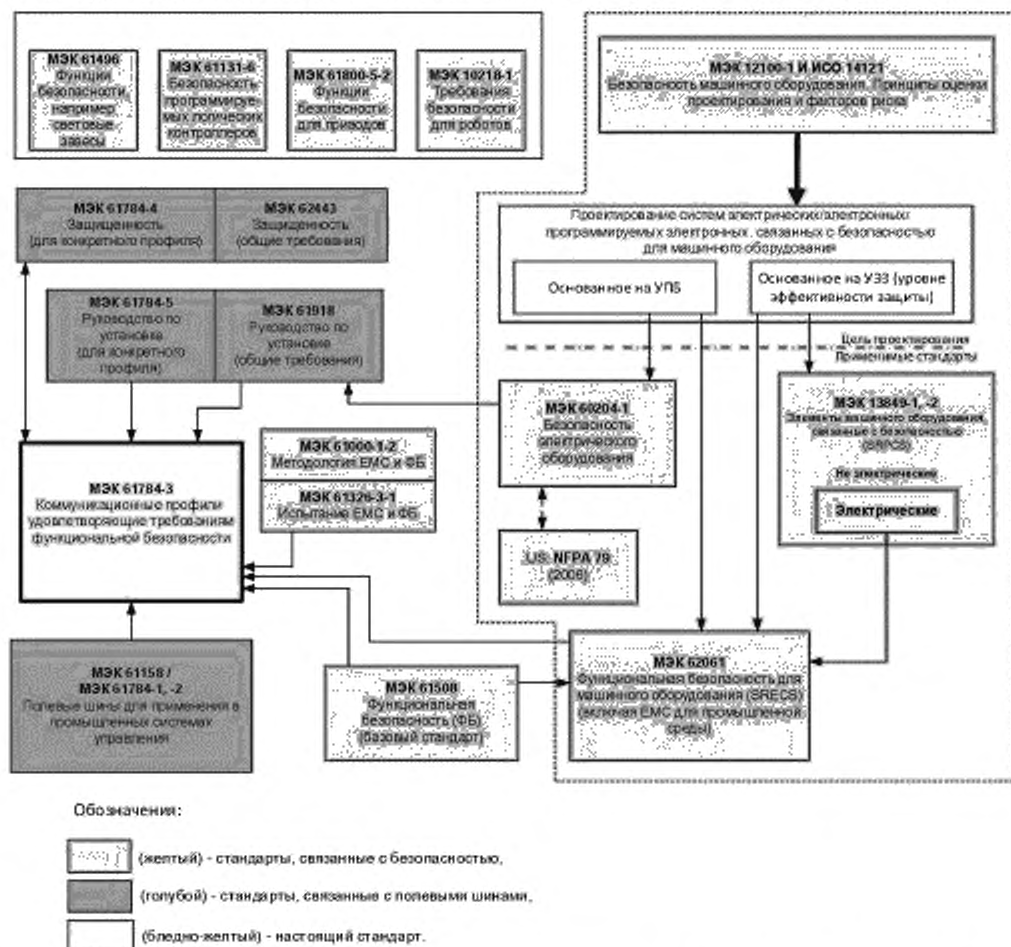 МЭК 61496
Функции
безопасности,
например
световые
завесы
МЭК 61131-6
Безопасность
программируе-
мых логических
контроллеров
МЭК 61800-5-2
Функции
безопасности
для приводов
МЭК 10218-1
Требования
безопасности
для роботов
МЭК 12100-1 И ИСО 14121
Безопасность машинного оборудования. Принципы оценки
проектирования и факторов риска
МЭК 61784-4
Защищенность
(для конкретного профиля)
МЭК 62443
Защищенность
(общие требования)
Проектирование систем электрических/электронных/
программируемых электронных, связанных с безопасностью
для машинного оборудования
Основанное на УПБ
Основанное на УЗЗ (уровне
эффективности защиты)
МЭК 61784-5
Руководство по
установке
(для конкретного
профиля)
МЭК 61918
Руководство по
установке
(общие требования)
Цель проектирования
Применимые стандарты
МЭК 60204-1
Безопасность
электрического
оборудования
МЭК 13849-1, -2
Элементы машинного оборудования,
связанные с безопасностью
(SRPCS)
Не электрические
Электрические
МЭК 61000-1-2
Методология ЕМС и ФБ
МЭК 61326-3-1
Испытание ЕМС и ФБ
МЭК 61784-3
Коммуникационные профили
удовлетворяющие требованиям
функциональной безопасности
US: NFPA 79
(2006)
МЭК 61158 /
МЭК 61784-1, -2
Полевые шины для применения в
промышленных системах
управления
МЭК 61508
Функциональная
безопасность (ФБ)
(базовый стандарт)
МЭК 62061
Функциональная безопасность для
машинного оборудования (SRECS)
(включая ЕМС для промышленной
среды)
Обозначения:
(желтый) - стандарты, связанные с безопасностью,
(голубой) - стандарты, связанные с полевыми шинами,
(бледно-желтый) - настоящий стандарт.